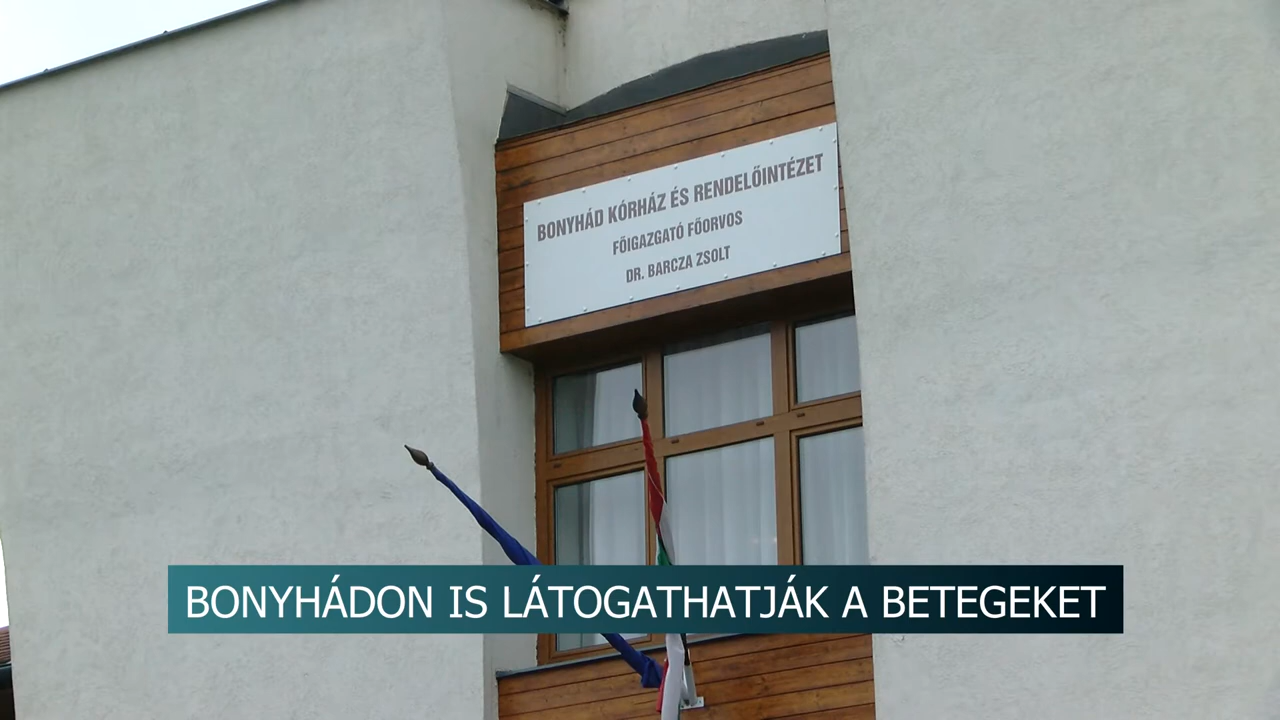 BONYHÁD KÓRHÁZ ÉS RENDELŐINTÉZET
FŐIGAZGATÓ FŐORVOS
DR. BARCZA ZSOLT
BONYHÁDON IS LÁTOGATHATJÁK A BETEGEKET